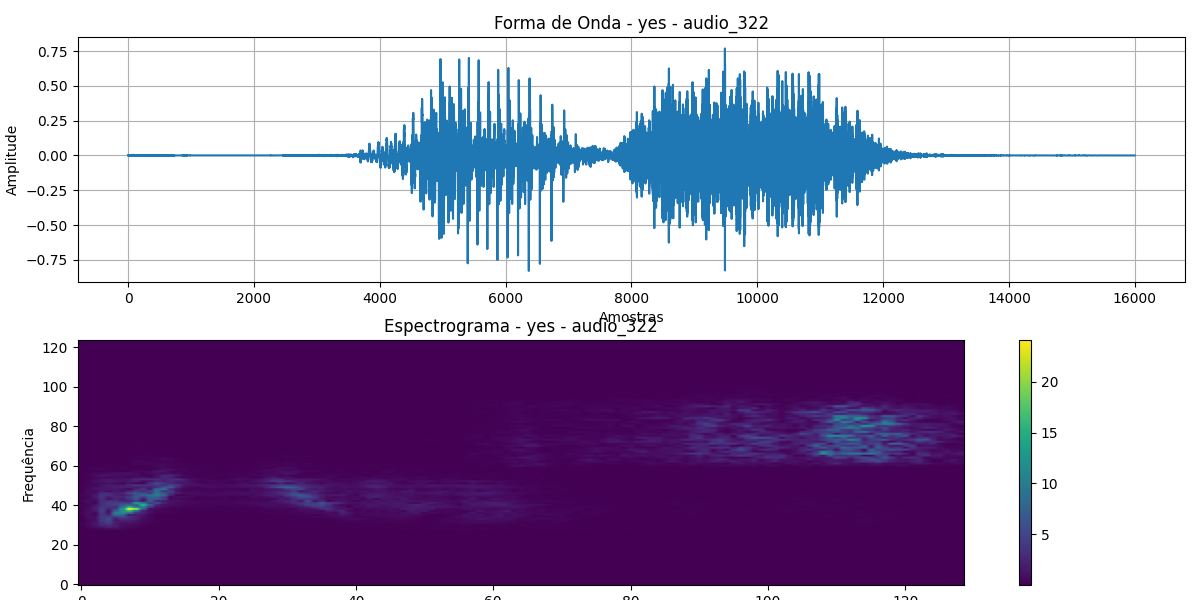 Forma de Onda - yes - audio_322
Amplitude
0.75
0.50
0.25
0.00
−0.25
−0.50
−0.75
0 2000 4000 6000 8000 10000 12000 14000 16000
Amostras
Espectrograma - yes - audio_322
Frequência
120
100
80
60
40
20
0
0 20 40 60 80 100 120
20
15
10
5